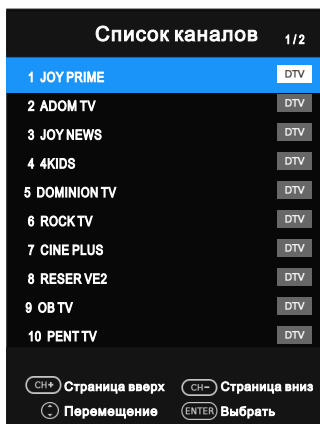 Список каналов 1/2
1 JOY PRIME DTV
2 ADOM TV DTV
3 JOY NEWS DTV
4 4KIDS DTV
5 DOMINION TV DTV
6 ROCK TV DTV
7 CINE PLUS DTV
8 RESER VE2 DTV
9 OB TV DTV
10 PENT TV DTV
CH+ Страница вверх CH- Страница вниз
Перемещение ENTER Выбрать